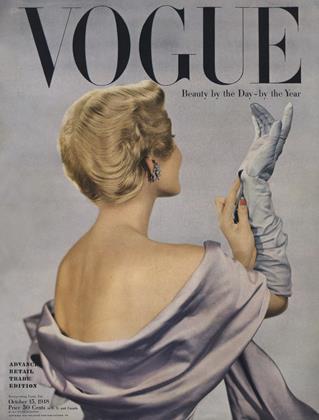 VOGUE
Beauty by the Day-by the Year
ADVANCE
RETAIL
TRADE
EDITION
October 15, 1948
Price 50 Cents